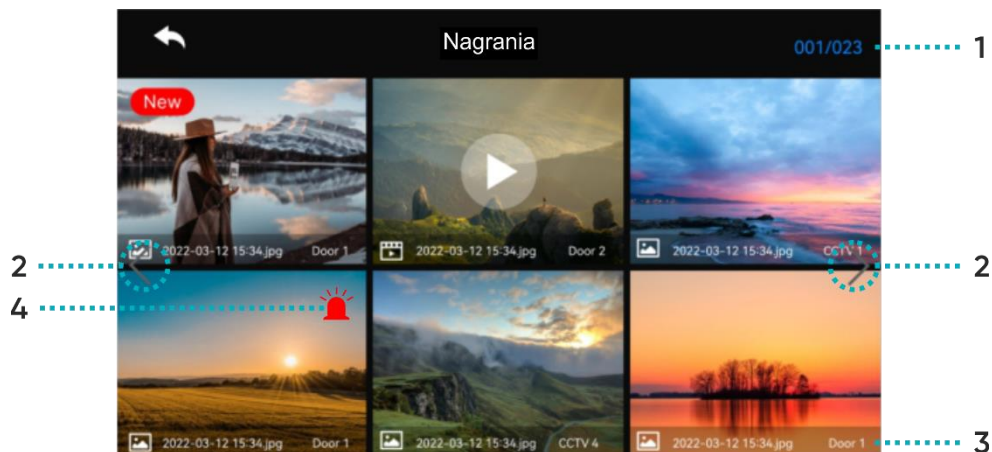 Nagrania
001/023
1
New
2022-03-12 15:34.jpg Door 1
2022-03-12 15:34.jpg Door 2
2022-03-12 15:34.jpg CCTV 1
2
2
4
2022-03-12 15:34.jpg Door 1
2022-03-12 15:34.jpg CCTV 4
2022-03-12 15:34.jpg Door 1
3